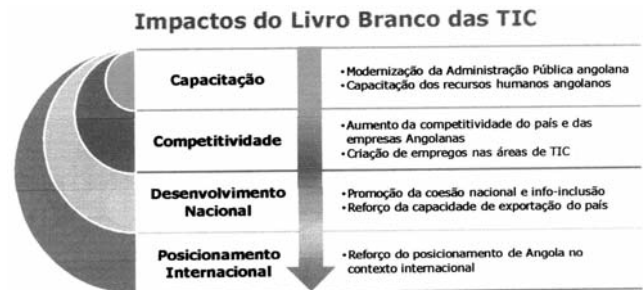 Impactos do Livro Branco das TIC
Capacitação
•Modernização da Administração Pública angolana
•Capacitação dos recursos humanos angolanos
Competitividade
•Aumento da competitividade do país e das
empresas Angolanas
•Criação de empregos nas áreas de TIC
Desenvolvimento
Nacional
•Promoção da coesão nacional e info-inclusão
•Reforço da capacidade de exportação do país
Posicionamento
Internacional
•Reforço do posicionamento de Angola no
contexto internacional